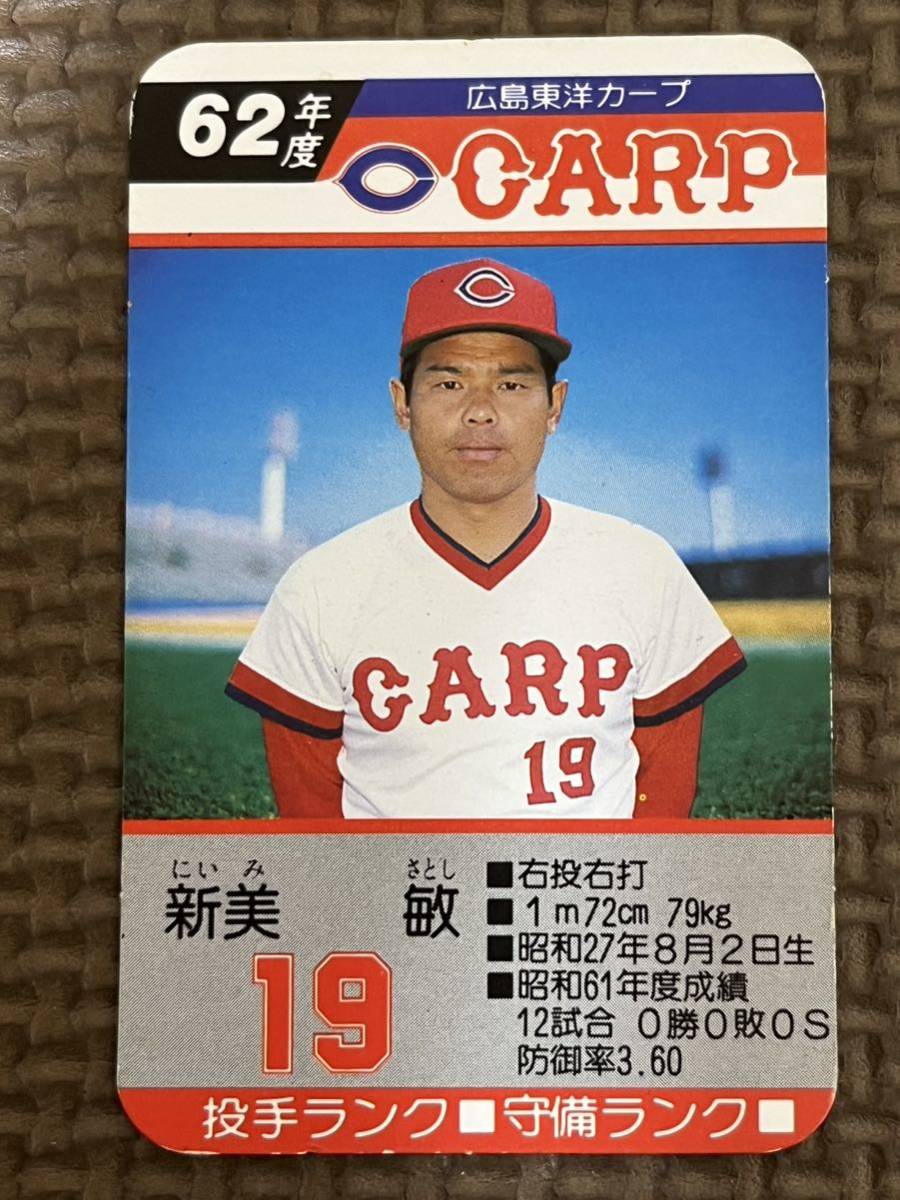 62年度
広島東洋カープ
C CARP
C
CARP
19
にいみ さとし
新美 敏
19
■右投右打
■1m72cm 79kg
■昭和27年8月2日生
■昭和61年度成績
12試合 0勝0敗0S
防御率3.60
投手ランク□守備ランク□